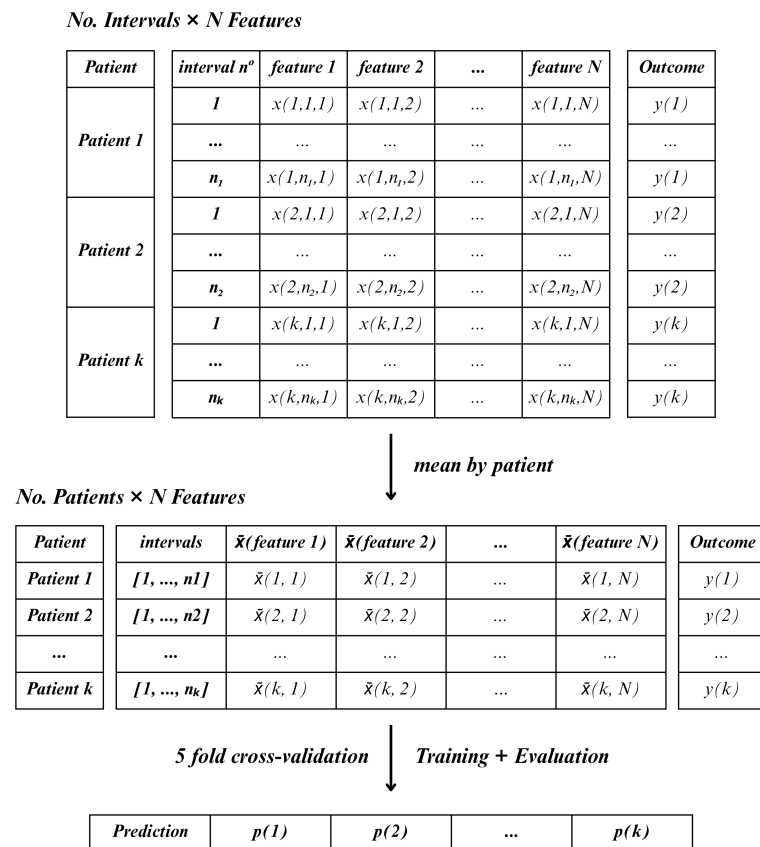 No. Intervals × N Features
Patient interval nº feature 1 feature 2 ... feature N Outcome
1 x(1,1,1) x(1,1,2) ... x(1,1,N) y(1)
Patient 1 ... ... ... ... ... ...
n₁ x(1,n₁,1) x(1,n₁,2) ... x(1,n₁,N) y(1)
1 x(2,1,1) x(2,1,2) ... x(2,1,N) y(2)
Patient 2 ... ... ... ... ... ...
n₂ x(2,n₂,1) x(2,n₂,2) ... x(2,n₂,N) y(2)
1 x(k,1,1) x(k,1,2) ... x(k,1,N) y(k)
Patient k ... ... ... ... ... ...
nₖ x(k,nₖ,1) x(k,nₖ,2) ... x(k,nₖ,N) y(k)
mean by patient
No. Patients × N Features
Patient intervals x̄(feature 1) x̄(feature 2) ... x̄(feature N) Outcome
Patient 1 [1, ..., n1] x̄(1, 1) x̄(1, 2) ... x̄(1, N) y(1)
Patient 2 [1, ..., n2] x̄(2, 1) x̄(2, 2) ... x̄(2, N) y(2)
... ... ... ... ... ... ...
Patient k [1, ..., nₖ] x̄(k, 1) x̄(k, 2) ... x̄(k, N) y(k)
5 fold cross-validation Training + Evaluation
Prediction p(1) p(2) ... p(k)